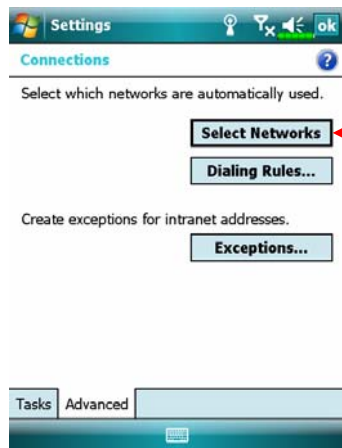 Settings
ok
Connections
?
Select which networks are automatically used.
Select Networks
Dialing Rules...
Create exceptions for intranet addresses.
Exceptions...
Tasks Advanced